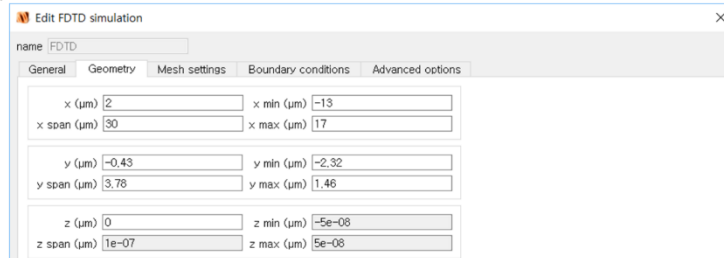 Edit FDTD simulation
name FDTD
General Geometry Mesh settings Boundary conditions Advanced options
x (μm) 2 x min (μm) -13
x span (μm) 30 x max (μm) 17
y (μm) -0.43 y min (μm) -2.32
y span (μm) 3.78 y max (μm) 1.46
z (μm) 0 z min (μm) -5e-08
z span (μm) 1e-07 z max (μm) 5e-08